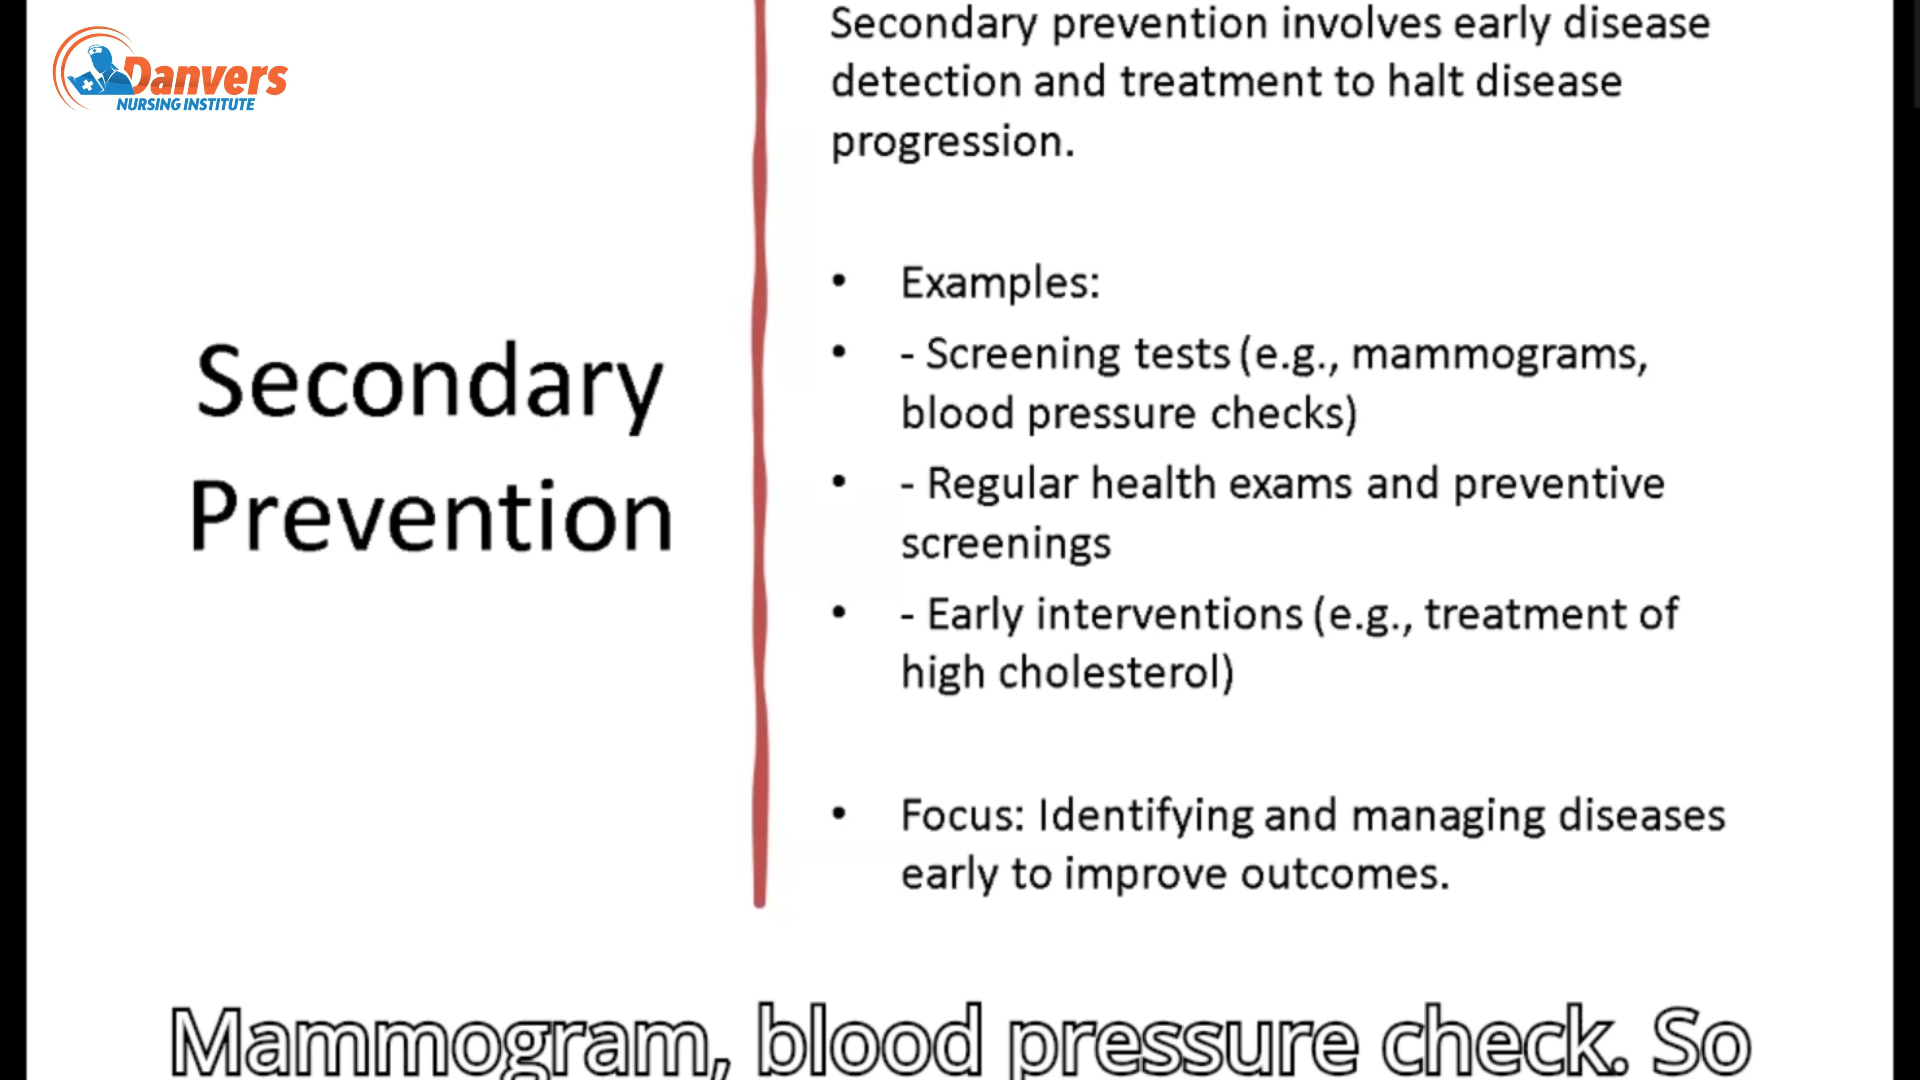 Danvers
NURSING INSTITUTE
Secondary
Prevention
Secondary prevention involves early disease
detection and treatment to halt disease
progression.
• Examples:
• - Screening tests (e.g., mammograms,
blood pressure checks)
• - Regular health exams and preventive
screenings
• - Early interventions (e.g., treatment of
high cholesterol)
• Focus: Identifying and managing diseases
early to improve outcomes.
Mammogram, blood pressure check. So